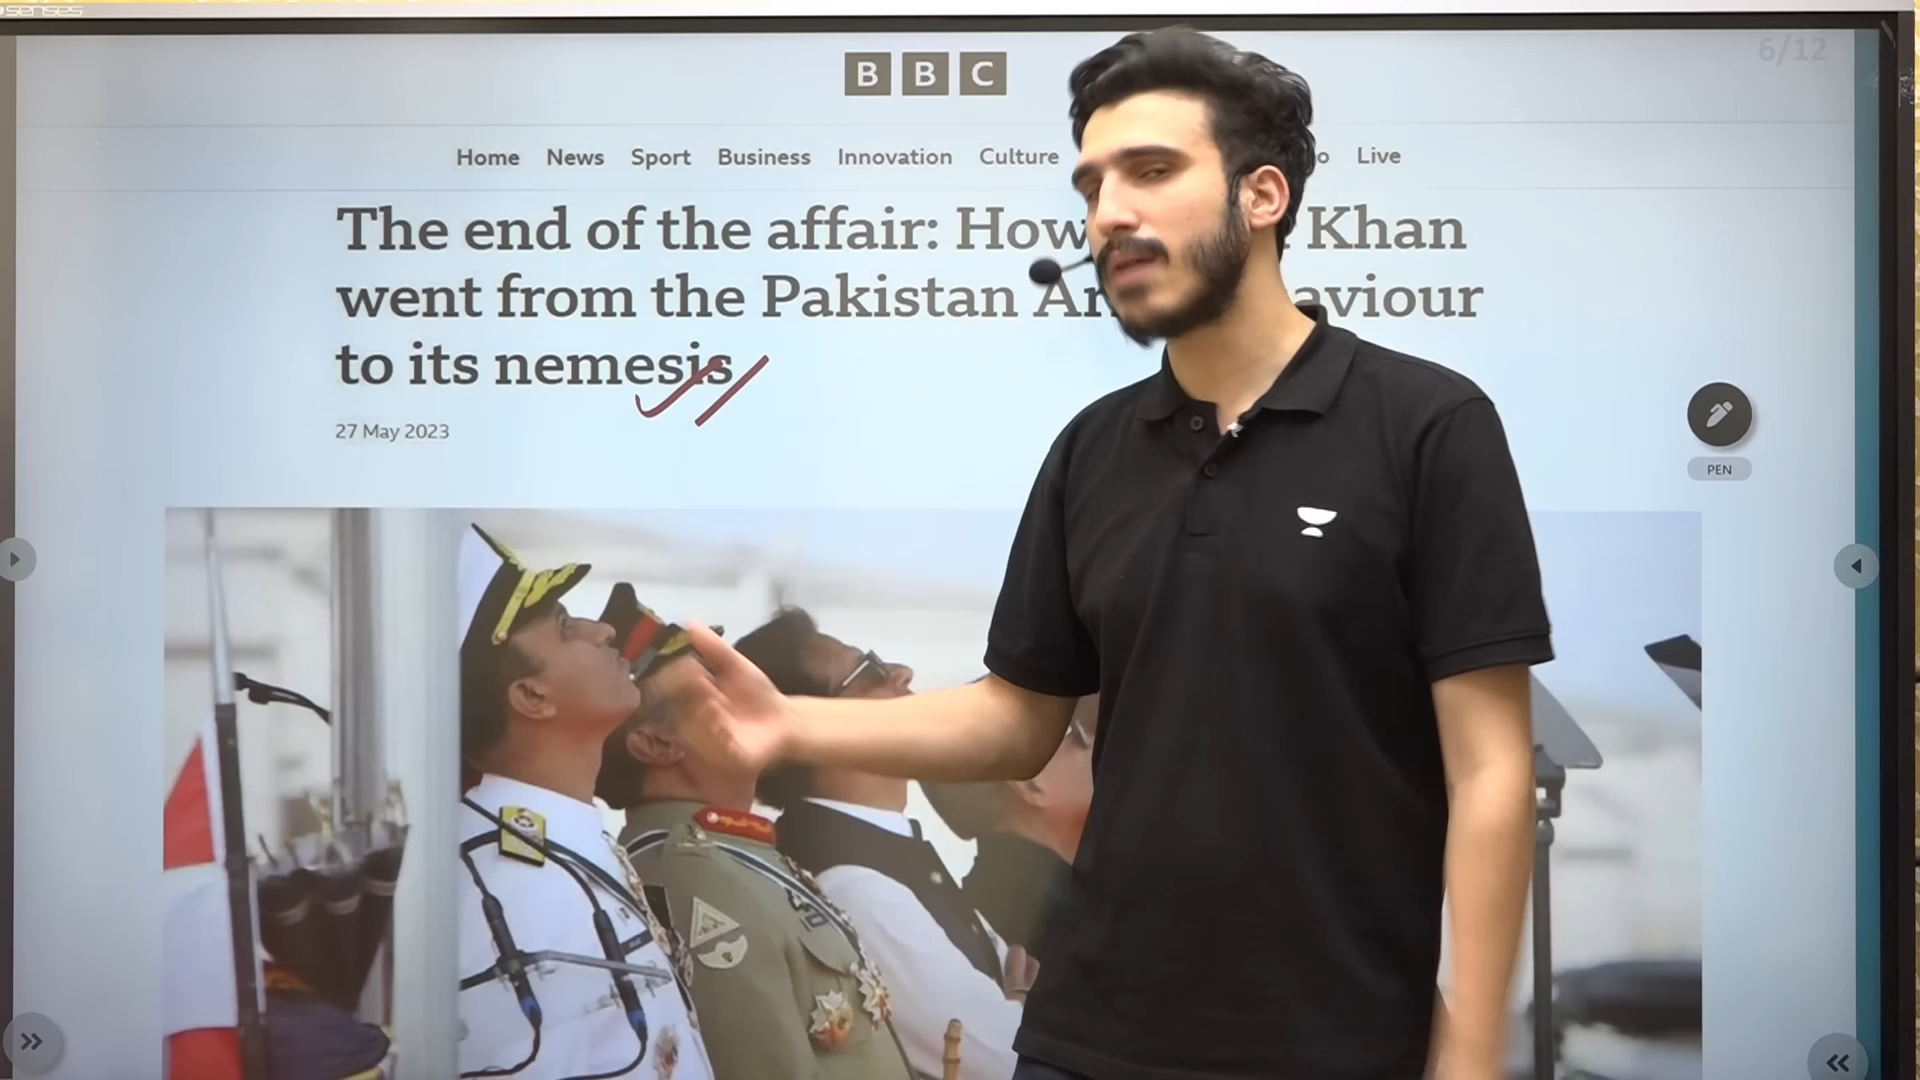 6/12
BBC
Home News Sport Business Innovation Culture Live
The end of the affair: How Khan
went from the Pakistan
to its nemesis
27 May 2023
PEN